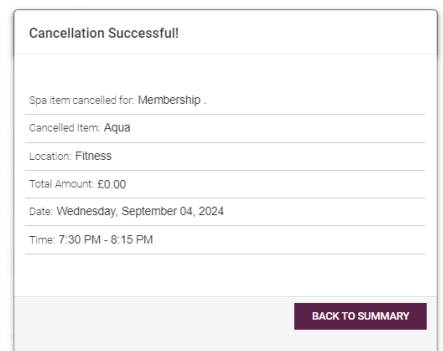 Cancellation Successful!
Spa item cancelled for: Membership .
Cancelled Item: Aqua
Location: Fitness
Total Amount: £0.00
Date: Wednesday, September 04, 2024
Time: 7:30 PM - 8:15 PM
BACK TO SUMMARY